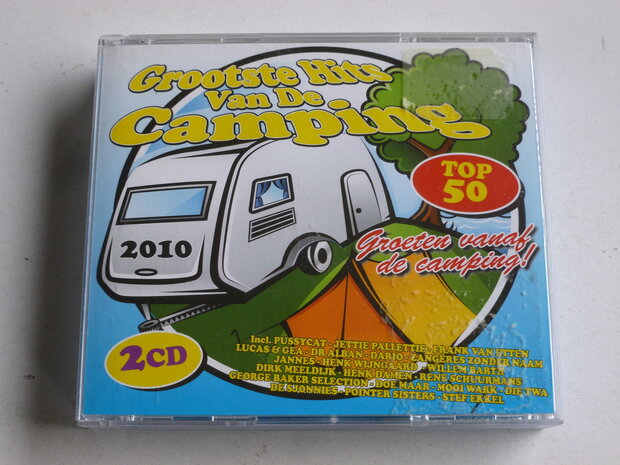 Grootste Hits
Van De
Camping
TOP
50
Groeten vanaf
de camping!
2010
2CD
Incl. PUSSYCAT - JETTIE PALLETTIE - FRANK VAN ETTEN
LUCAS & GEA - DR ALBAN - DARIO - ZANGERES ZONDER NAAM
JANNES - HENK WIJNGAARD - WILLEM BARTH
DIRK MEELDIJK - HENK DAMEN - RENE SCHUURMANS
GEORGE BAKER SELECTION - DOE MAAR - MOOI WARK - DIE TWA
DE SJONNIES - POINTER SISTERS - STEF EKKEL